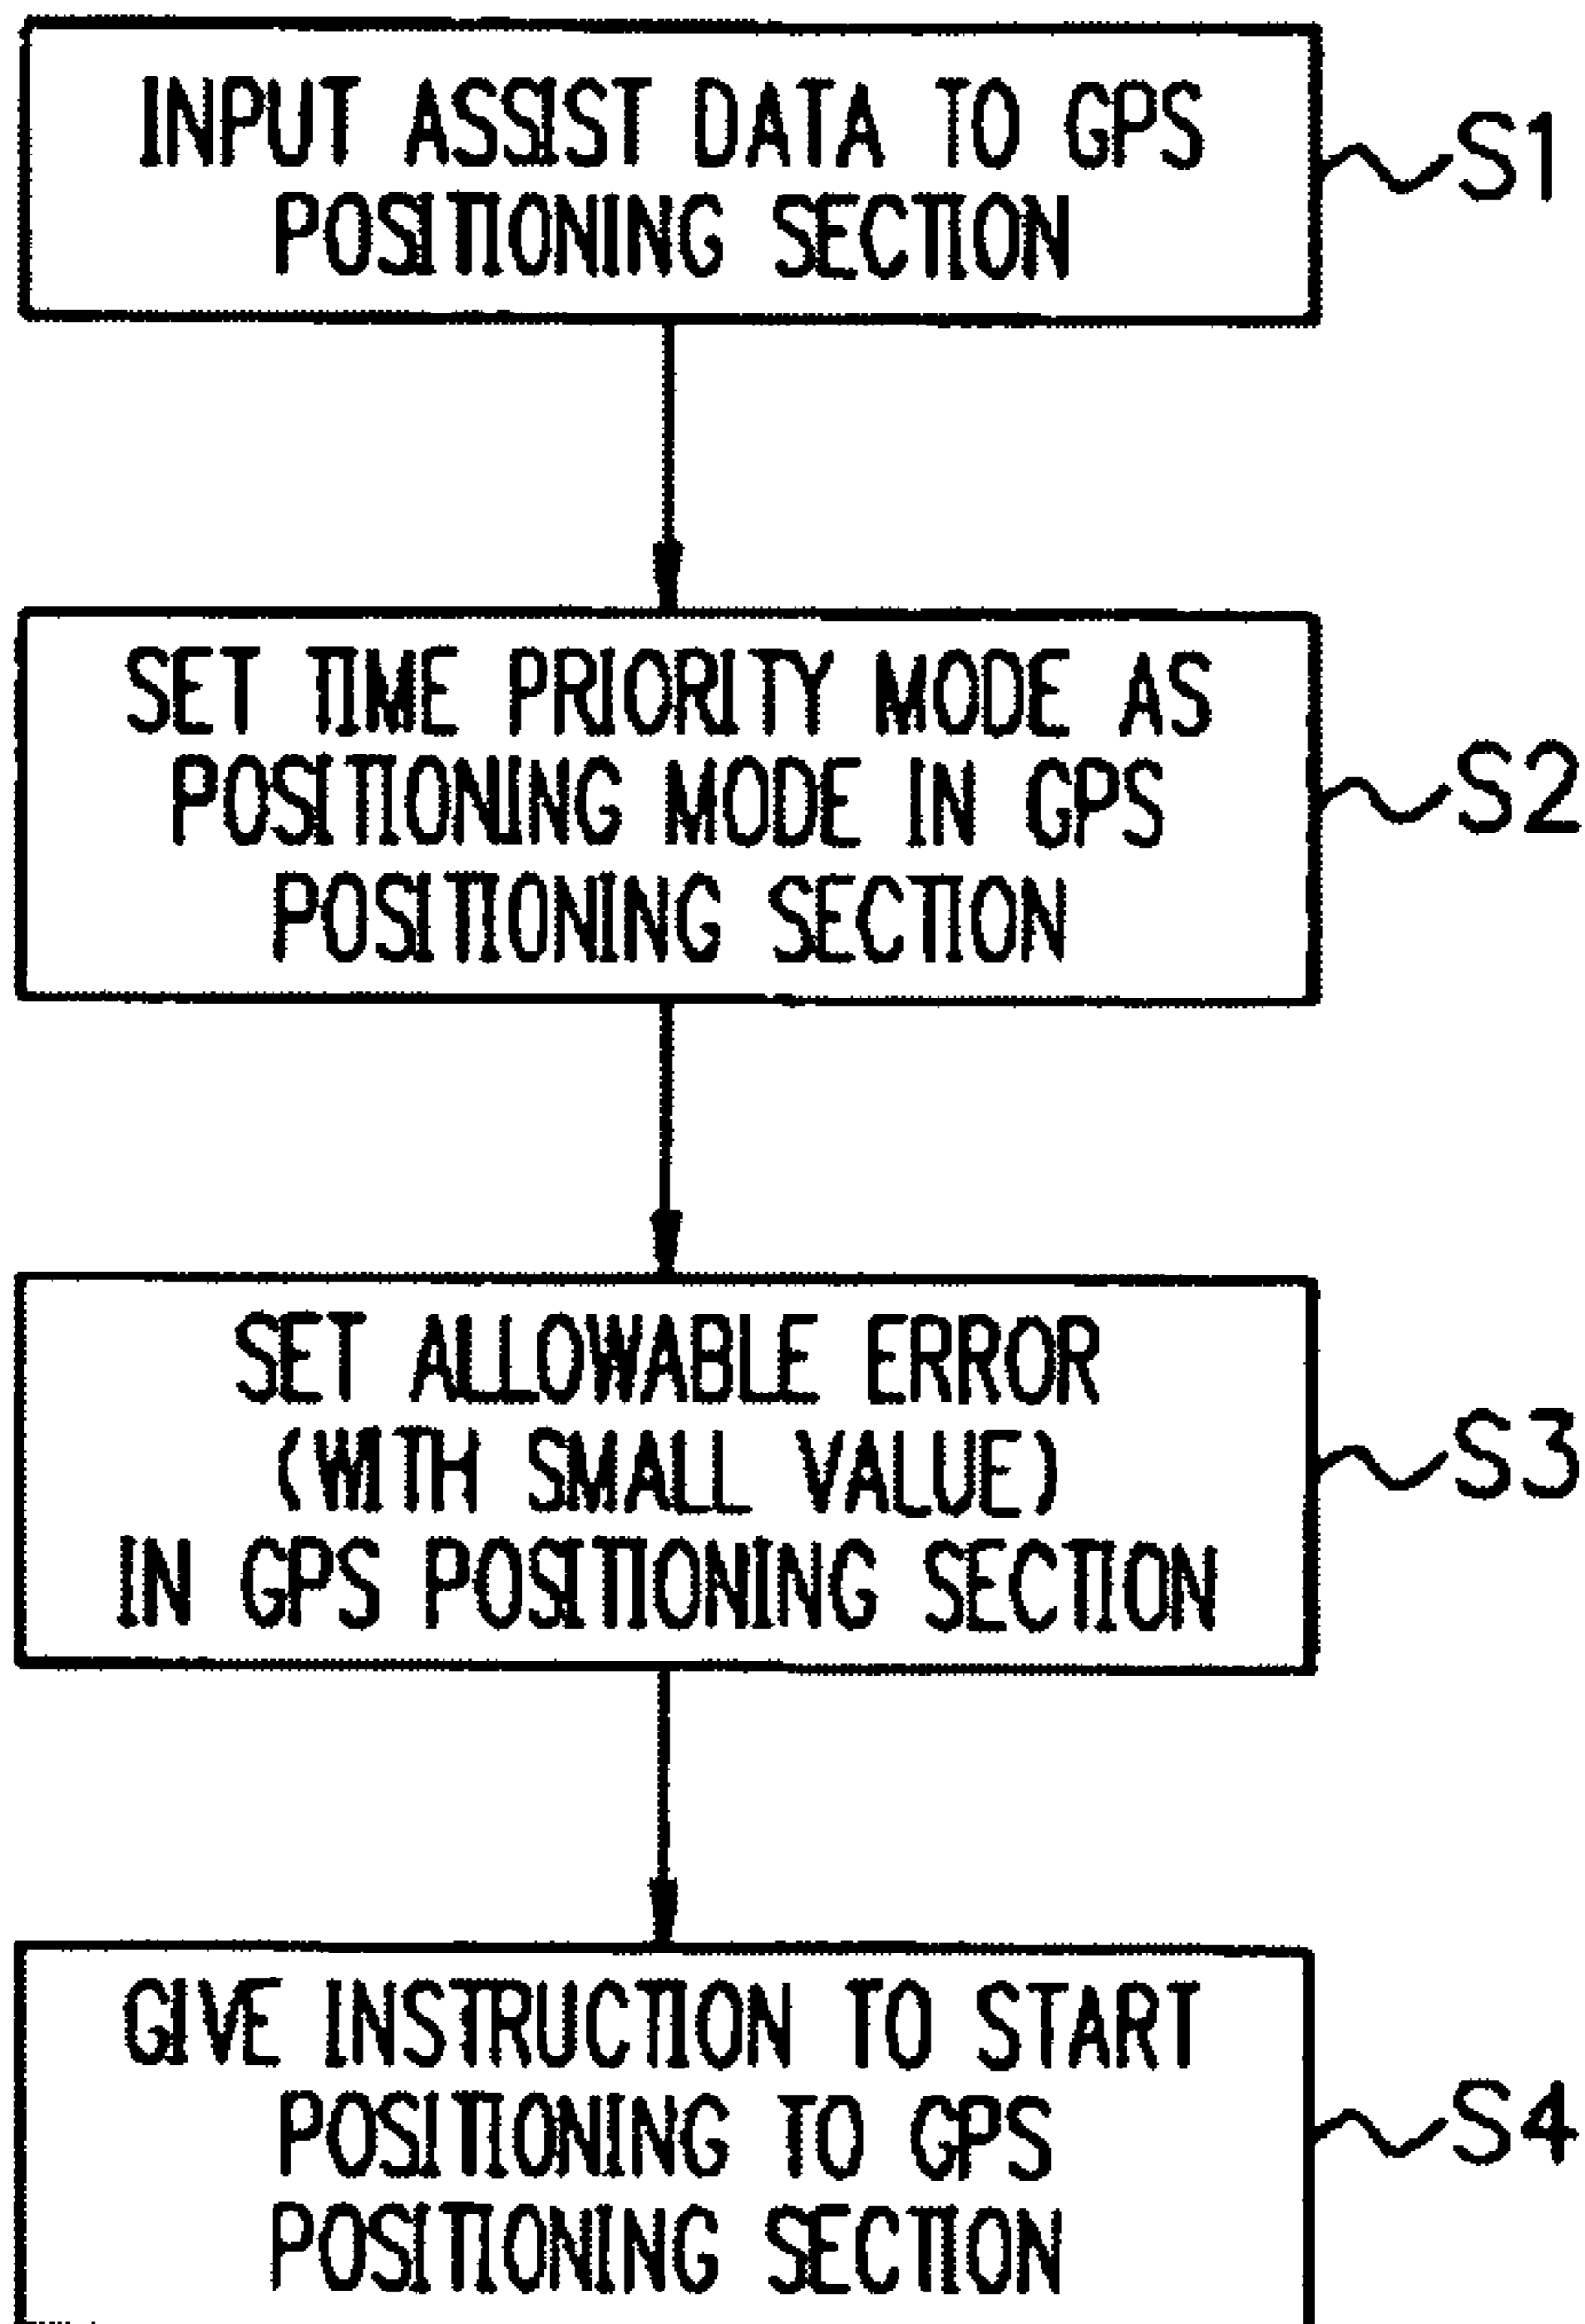 INPUT ASSIST DATA TO GPS
POSITIONING SECTION
S1
SET TIME PRIORITY MODE AS
POSITIONING MODE IN GPS
POSITIONING SECTION
S2
SET ALLOWABLE ERROR
(WITH SMALL VALUE)
IN GPS POSITIONING SECTION
S3
GIVE INSTRUCTION TO START
POSITIONING TO GPS
POSITIONING SECTION
S4